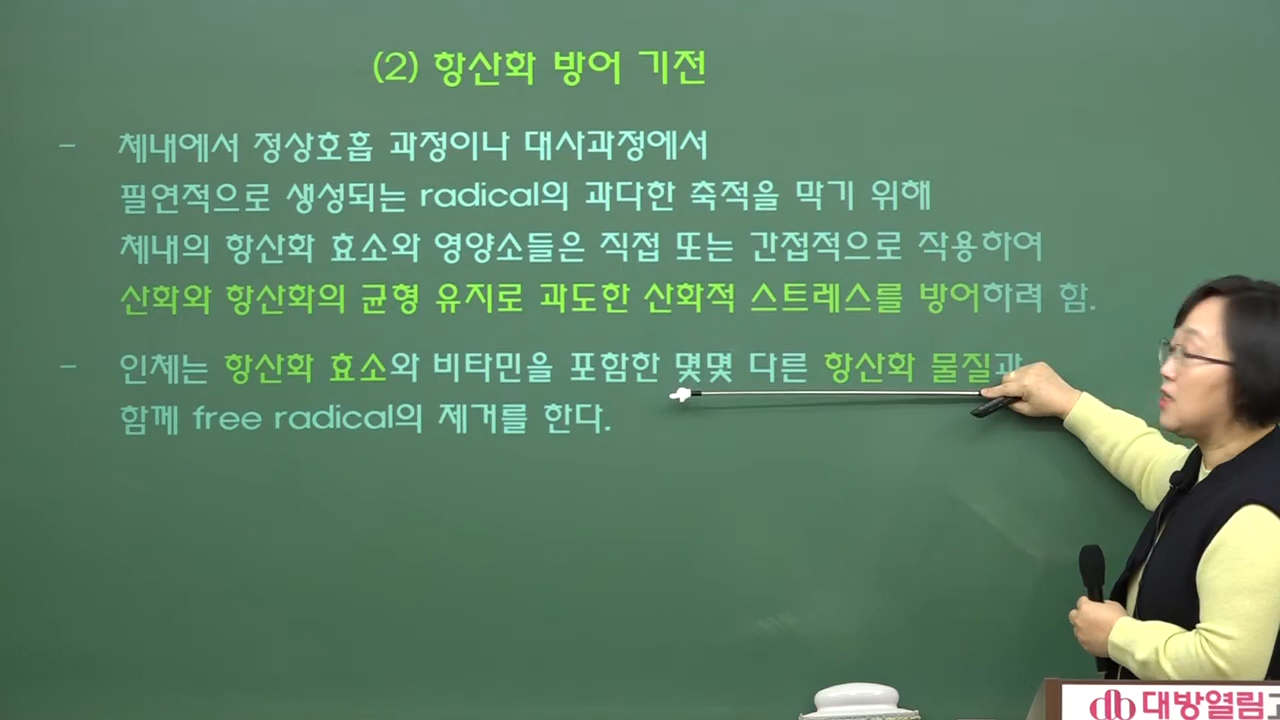 (2) 항산화 방어 기전
- 체내에서 정상호흡 과정이나 대사과정에서
필연적으로 생성되는 radical의 과다한 축적을 막기 위해
체내의 항산화 효소와 영양소들은 직접 또는 간접적으로 작용하여
산화와 항산화의 균형 유지로 과도한 산화적 스트레스를 방어하려 함.
- 인체는 항산화 효소와 비타민을 포함한 몇몇 다른 항산화 물질과
함께 free radical의 제거를 한다.
대방열림고